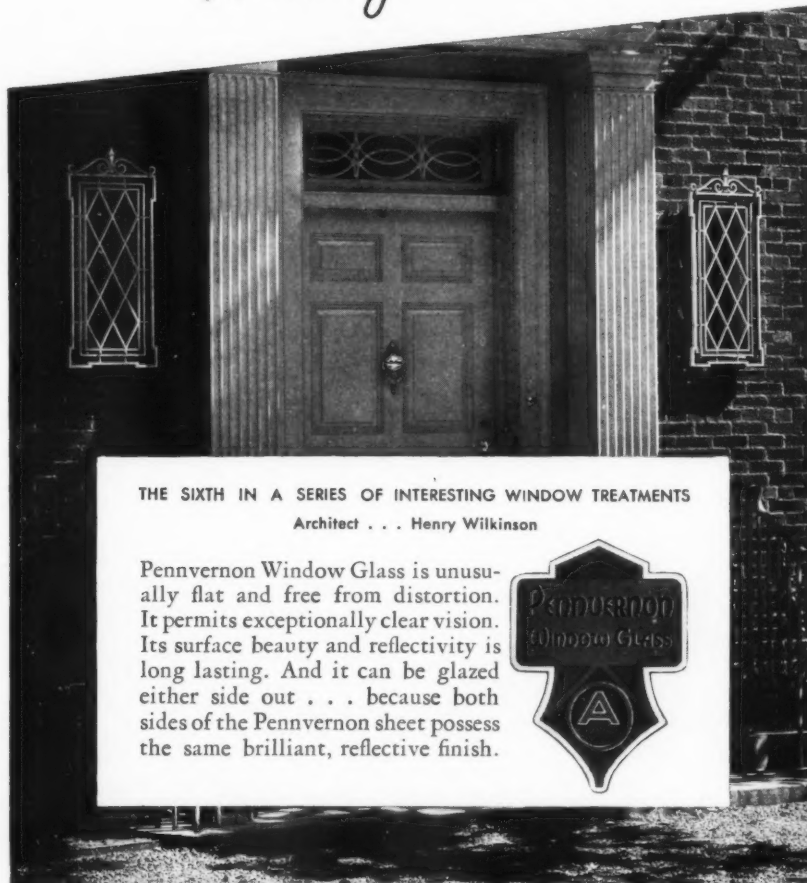 THE SIXTH IN A SERIES OF INTERESTING WINDOW TREATMENTS
Architect . . . Henry Wilkinson
Pennvernon Window Glass is unusu-
ally flat and free from distortion.
It permits exceptionally clear vision.
Its surface beauty and reflectivity is
long lasting. And it can be glazed
either side out . . . because both
sides of the Pennvernon sheet possess
the same brilliant, reflective finish.
PENNVERNON
WINDOW GLASS
A